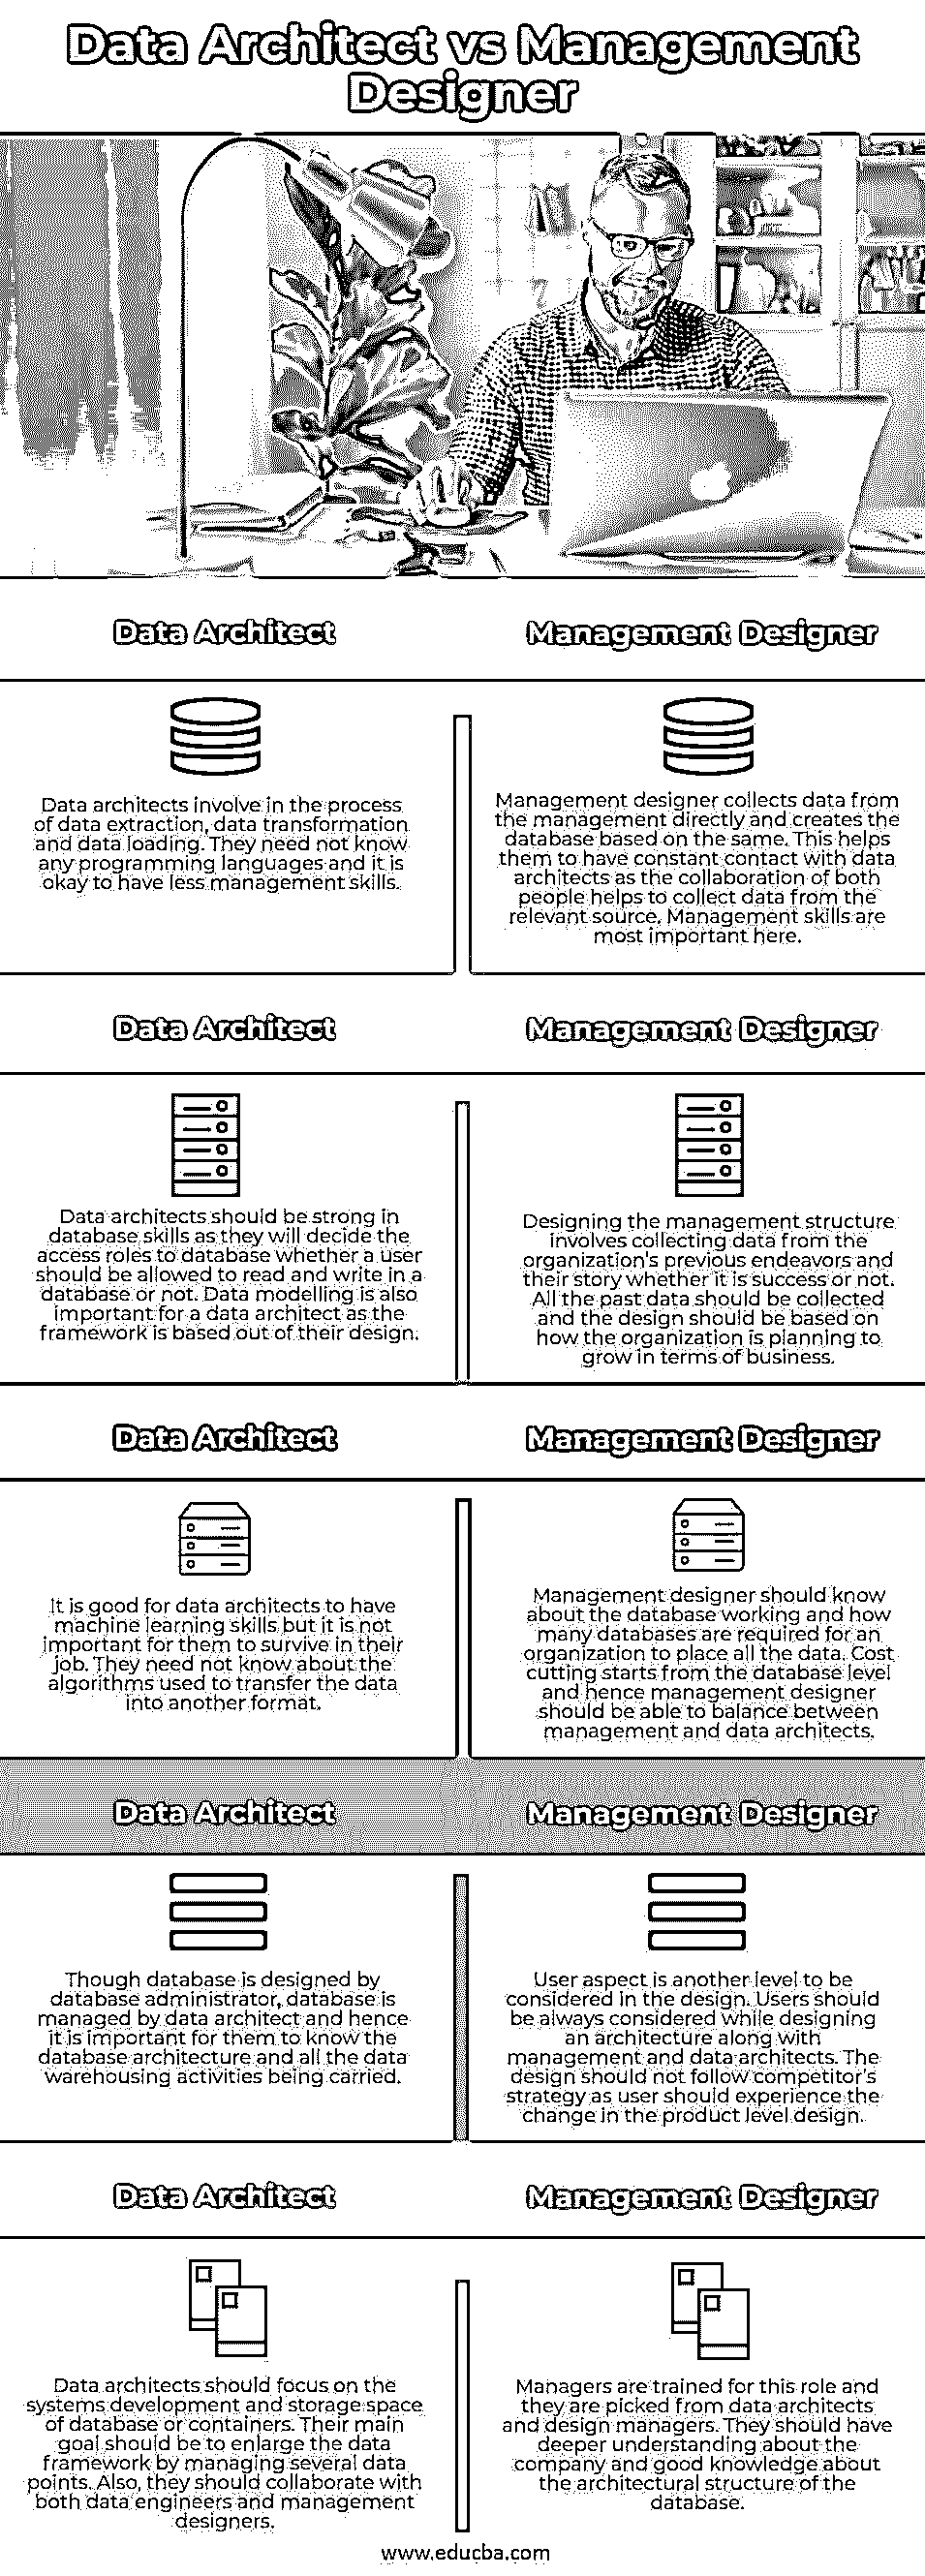 Data Architect vs Management
Designer
Data Architect
Management Designer
Data architects involve in the process
of data extraction, data transformation
and data loading. They need not know
any programming languages and it is
okay to have less management skills.
Management designer collects data from
the management directly and creates the
database based on the same. This helps
them to have constant contact with data
architects as the collaboration of both
people helps to collect data from the
relevant source. Management skills are
most important here.
Data Architect
Management Designer
Data architects should be strong in
database skills as they will decide the
access roles to database whether a user
should be allowed to read and write in a
database or not. Data modelling is also
important for a data architect as the
framework is based out of their design.
Designing the management structure
involves collecting data from the
organization's previous endeavors and
their story whether it is success or not.
All the past data should be collected
and the design should be based on
how the organization is planning to
grow in terms of business.
Data Architect
Management Designer
It is good for data architects to have
machine learning skills but it is not
important for them to survive in their
job. They need not know about the
algorithms used to transfer the data
into another format.
Management designer should know
about the database working and how
many databases are required for an
organization to place all the data. Cost
cutting starts from the database level
and hence management designer
should be able to balance between
management and data architects.
Data Architect
Management Designer
Though database is designed by
database administrator, database is
managed by data architect and hence
it is important for them to know the
database architecture and all the data
warehousing activities being carried.
User aspect is another level to be
considered in the design. Users should
be always considered while designing
an architecture along with
management and data architects. The
design should not follow competitor's
strategy as user should experience the
change in the product level design.
Data Architect
Management Designer
Data architects should focus on the
systems development and storage space
of database or containers. Their main
goal should be to enlarge the data
framework by managing several data
points. Also, they should collaborate with
both data engineers and management
designers.
Managers are trained for this role and
they are picked from data architects
and design managers. They should have
deeper understanding about the
company and good knowledge about
the architectural structure of the
database.
www.educba.com